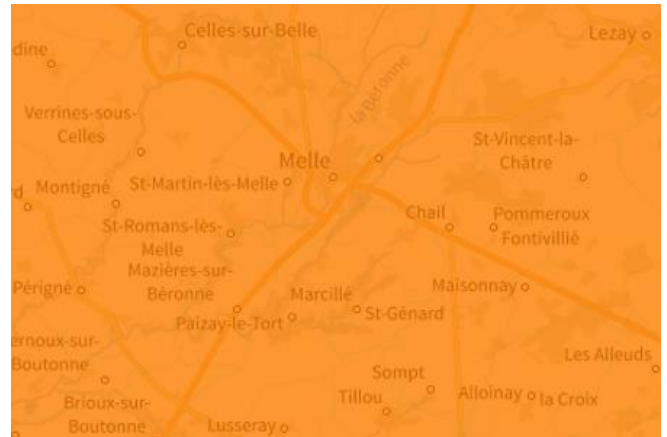 Celles-sur-Belle
Lezay
dine
la Béronne
Verrines-sous-
Celles
St-Vincent-la-
Châtre
Melle
St-Martin-lès-Melle
rd
Montigné
Chail
Pommeroux
Fontivillié
St-Romans-lès-
Melle
Mazières-sur-
Béronne
Périgné
Marcillé
Maisonnay
Paizay-le-Tort
St-Génard
ernoux-sur-
Boutonne
Les Alleuds
Sompt
Brioux-sur-
Boutonne
Tillou
Alloinay
la Croix
Lusseray